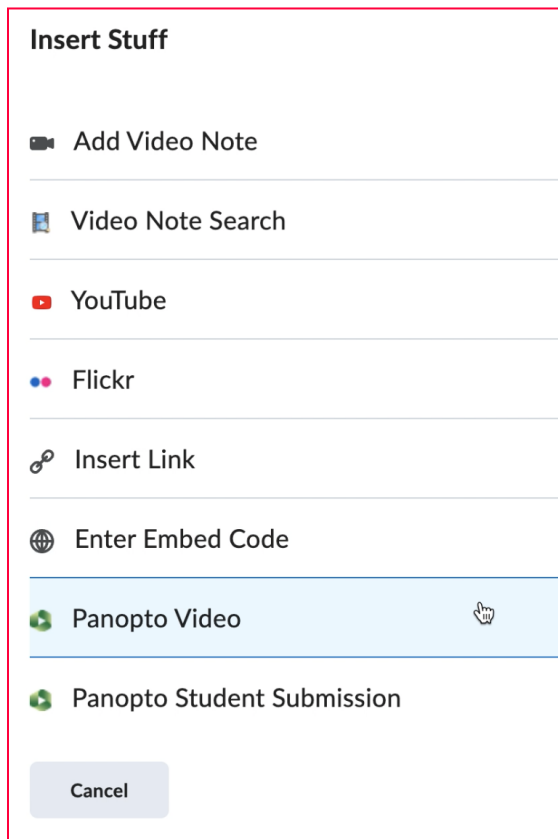 Insert Stuff
Add Video Note
Video Note Search
YouTube
Flickr
Insert Link
Enter Embed Code
Panopto Video
Panopto Student Submission
Cancel